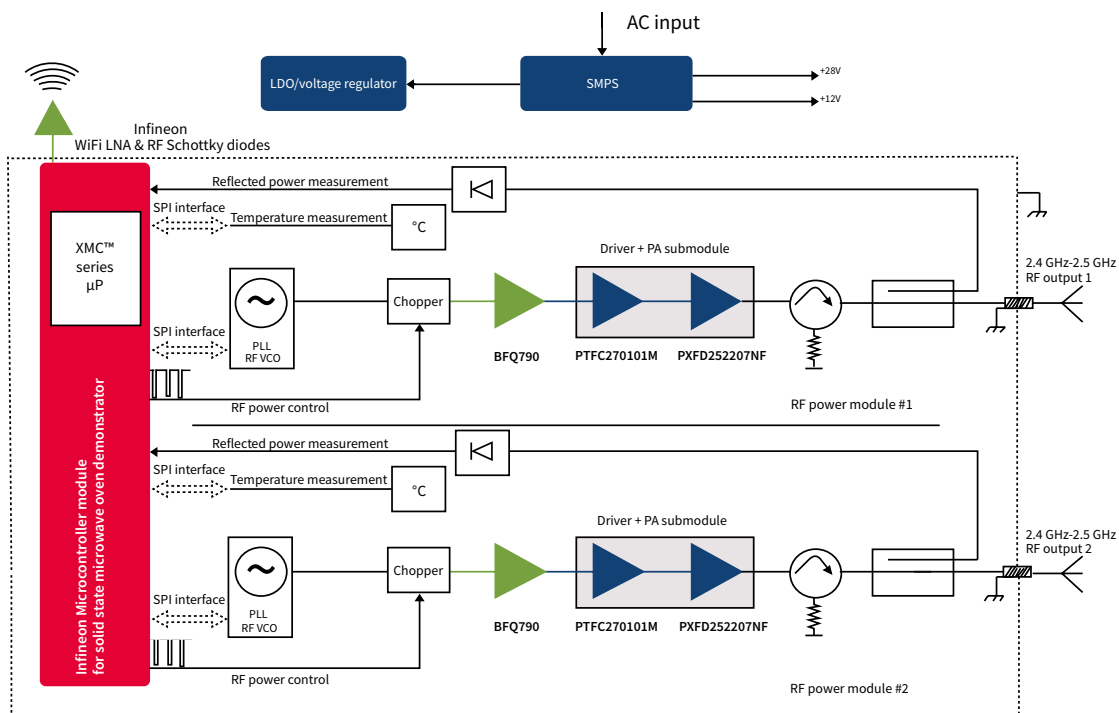 AC input
LDO/voltage regulator
SMPS
+28V
+12V
Infineon
WiFi LNA & RF Schottky diodes
Reflected power measurement
SPI interface
Temperature measurement
°C
XMC™
series
µP
Driver + PA submodule
2.4 GHz-2.5 GHz
RF output 1
Chopper
SPI interface
PLL
RF VCO
BFQ790
PTFC270101M
PXFD252207NF
RF power control
RF power module #1
Reflected power measurement
SPI interface
Temperature measurement
°C
Driver + PA submodule
2.4 GHz-2.5 GHz
RF output 2
Chopper
SPI interface
PLL
RF VCO
BFQ790
PTFC270101M
PXFD252207NF
RF power control
RF power module #2
Infineon Microcontroller module
for solid state microwave oven demonstrator